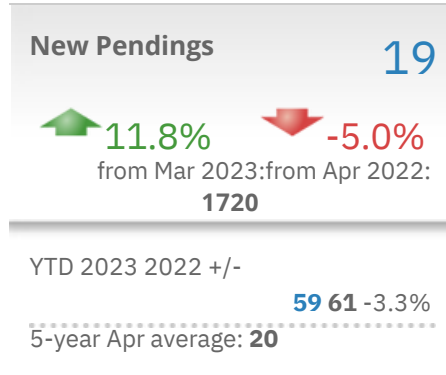 New Pendings
19
11.8% -5.0%
from Mar 2023:from Apr 2022:
1720
YTD 2023 2022 +/-
59 61 -3.3%
5-year Apr average: 20